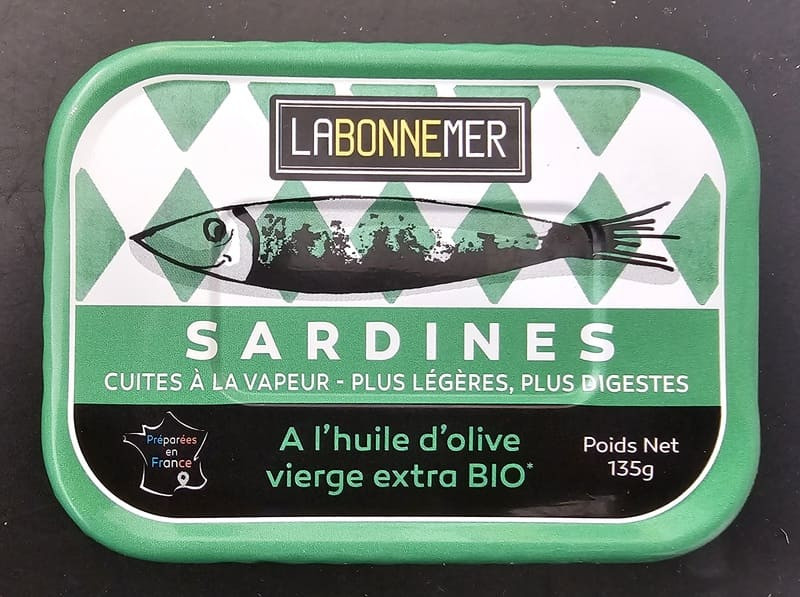 LABONNEMER
SARDINES
CUITES À LA VAPEUR - PLUS LÉGÈRES, PLUS DIGESTES
Préparées
en
France
A l'huile d'olive
vierge extra BIO*
Poids Net
135g